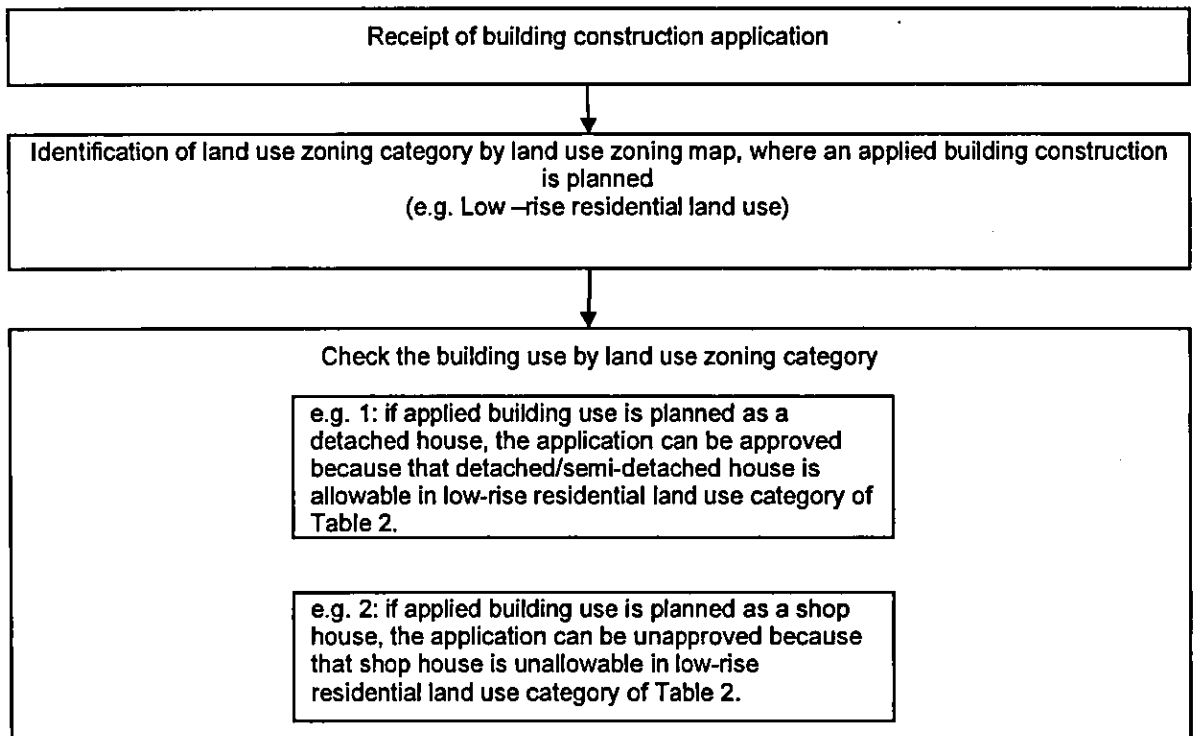 Receipt of building construction application
Identification of land use zoning category by land use zoning map, where an applied building construction
is planned
(e.g. Low –rise residential land use)
Check the building use by land use zoning category
e.g. 1: if applied building use is planned as a
detached house, the application can be approved
because that detached/semi-detached house is
allowable in low-rise residential land use category of
Table 2.
e.g. 2: if applied building use is planned as a shop
house, the application can be unapproved because
that shop house is unallowable in low-rise
residential land use category of Table 2.